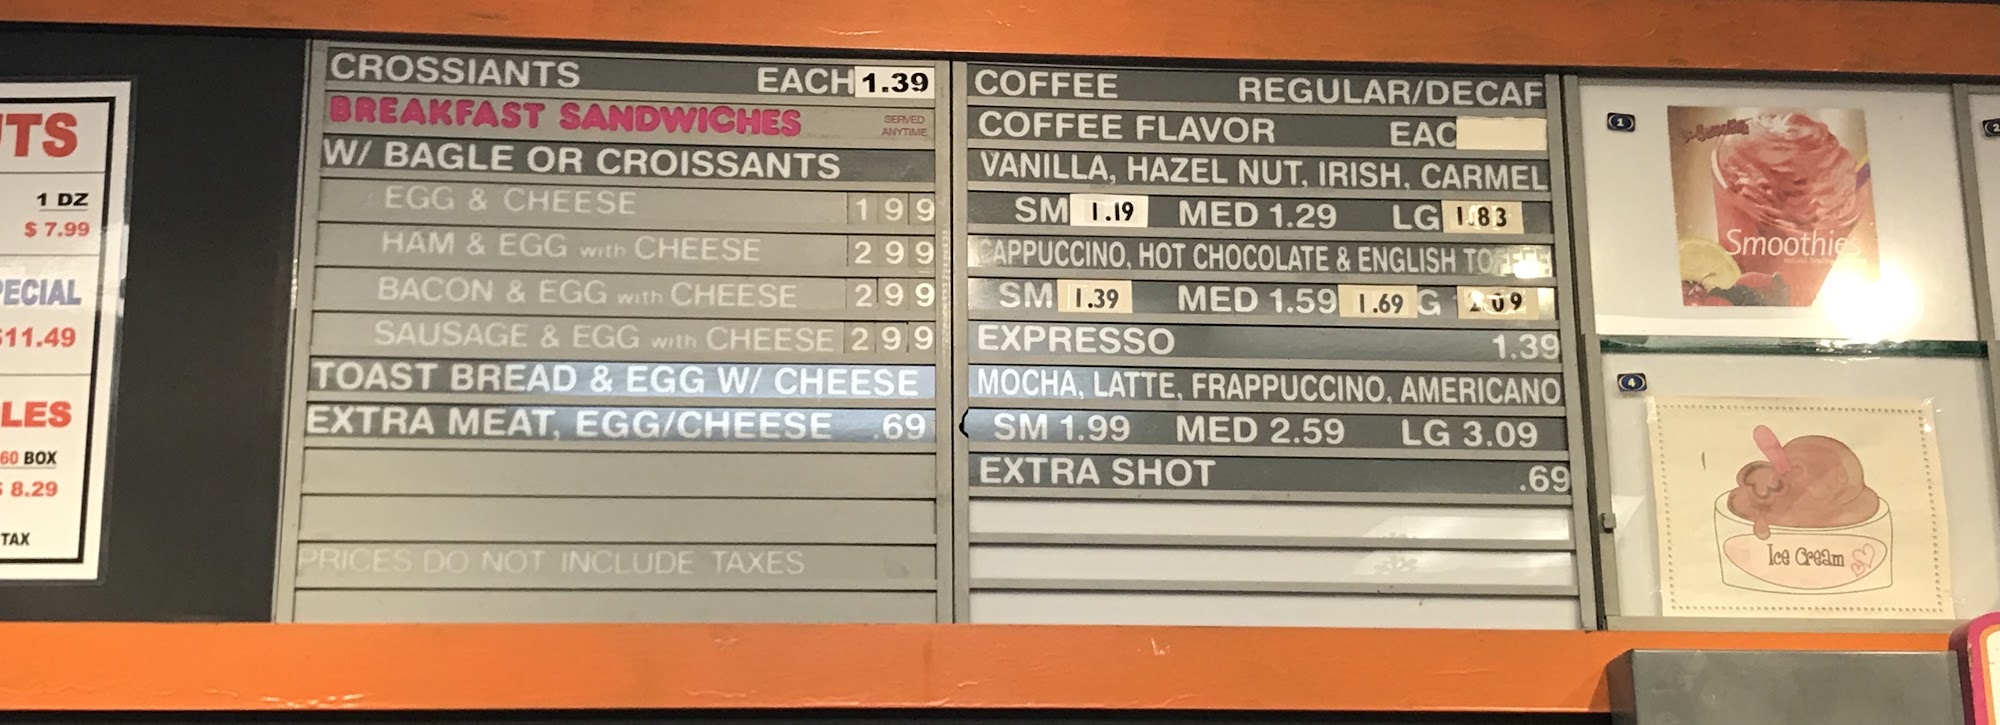 TS
1 DZ
$ 7.99
ECIAL
$11.49
LES
60 BOX
$ 8.29
TAX
CROSSIANTS EACH 1.39
BREAKFAST SANDWICHES SERVED ANYTIME
W/ BAGLE OR CROISSANTS
EGG & CHEESE 1 9 9
HAM & EGG with CHEESE 2 9 9
BACON & EGG with CHEESE 2 9 9
SAUSAGE & EGG with CHEESE 2 9 9
TOAST BREAD & EGG W/ CHEESE
EXTRA MEAT, EGG/CHEESE .69
PRICES DO NOT INCLUDE TAXES
COFFEE REGULAR/DECAF
COFFEE FLAVOR EAC
VANILLA, HAZEL NUT, IRISH, CARMEL
SM 1.19 MED 1.29 LG 1.83
CAPPUCCINO, HOT CHOCOLATE & ENGLISH TOFFEE
SM 1.39 MED 1.59 1.69 G 2.09
EXPRESSO 1.39
MOCHA, LATTE, FRAPPUCCINO, AMERICANO
SM 1.99 MED 2.59 LG 3.09
EXTRA SHOT .69
1
Smoothies
2
4
Ice Cream